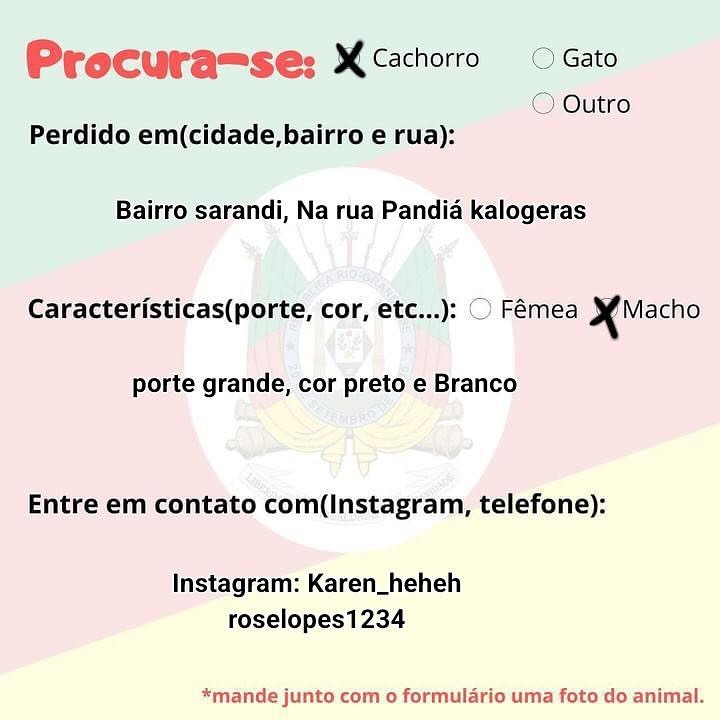 Procura-se: Cachorro Gato
Outro
Perdido em(cidade,bairro e rua):
Bairro sarandi, Na rua Pandiá kalogeras
Características(porte, cor, etc...): Fêmea Macho
porte grande, cor preto e Branco
Entre em contato com(Instagram, telefone):
Instagram: Karen_heheh
roselopes1234
*mande junto com o formulário uma foto do animal.